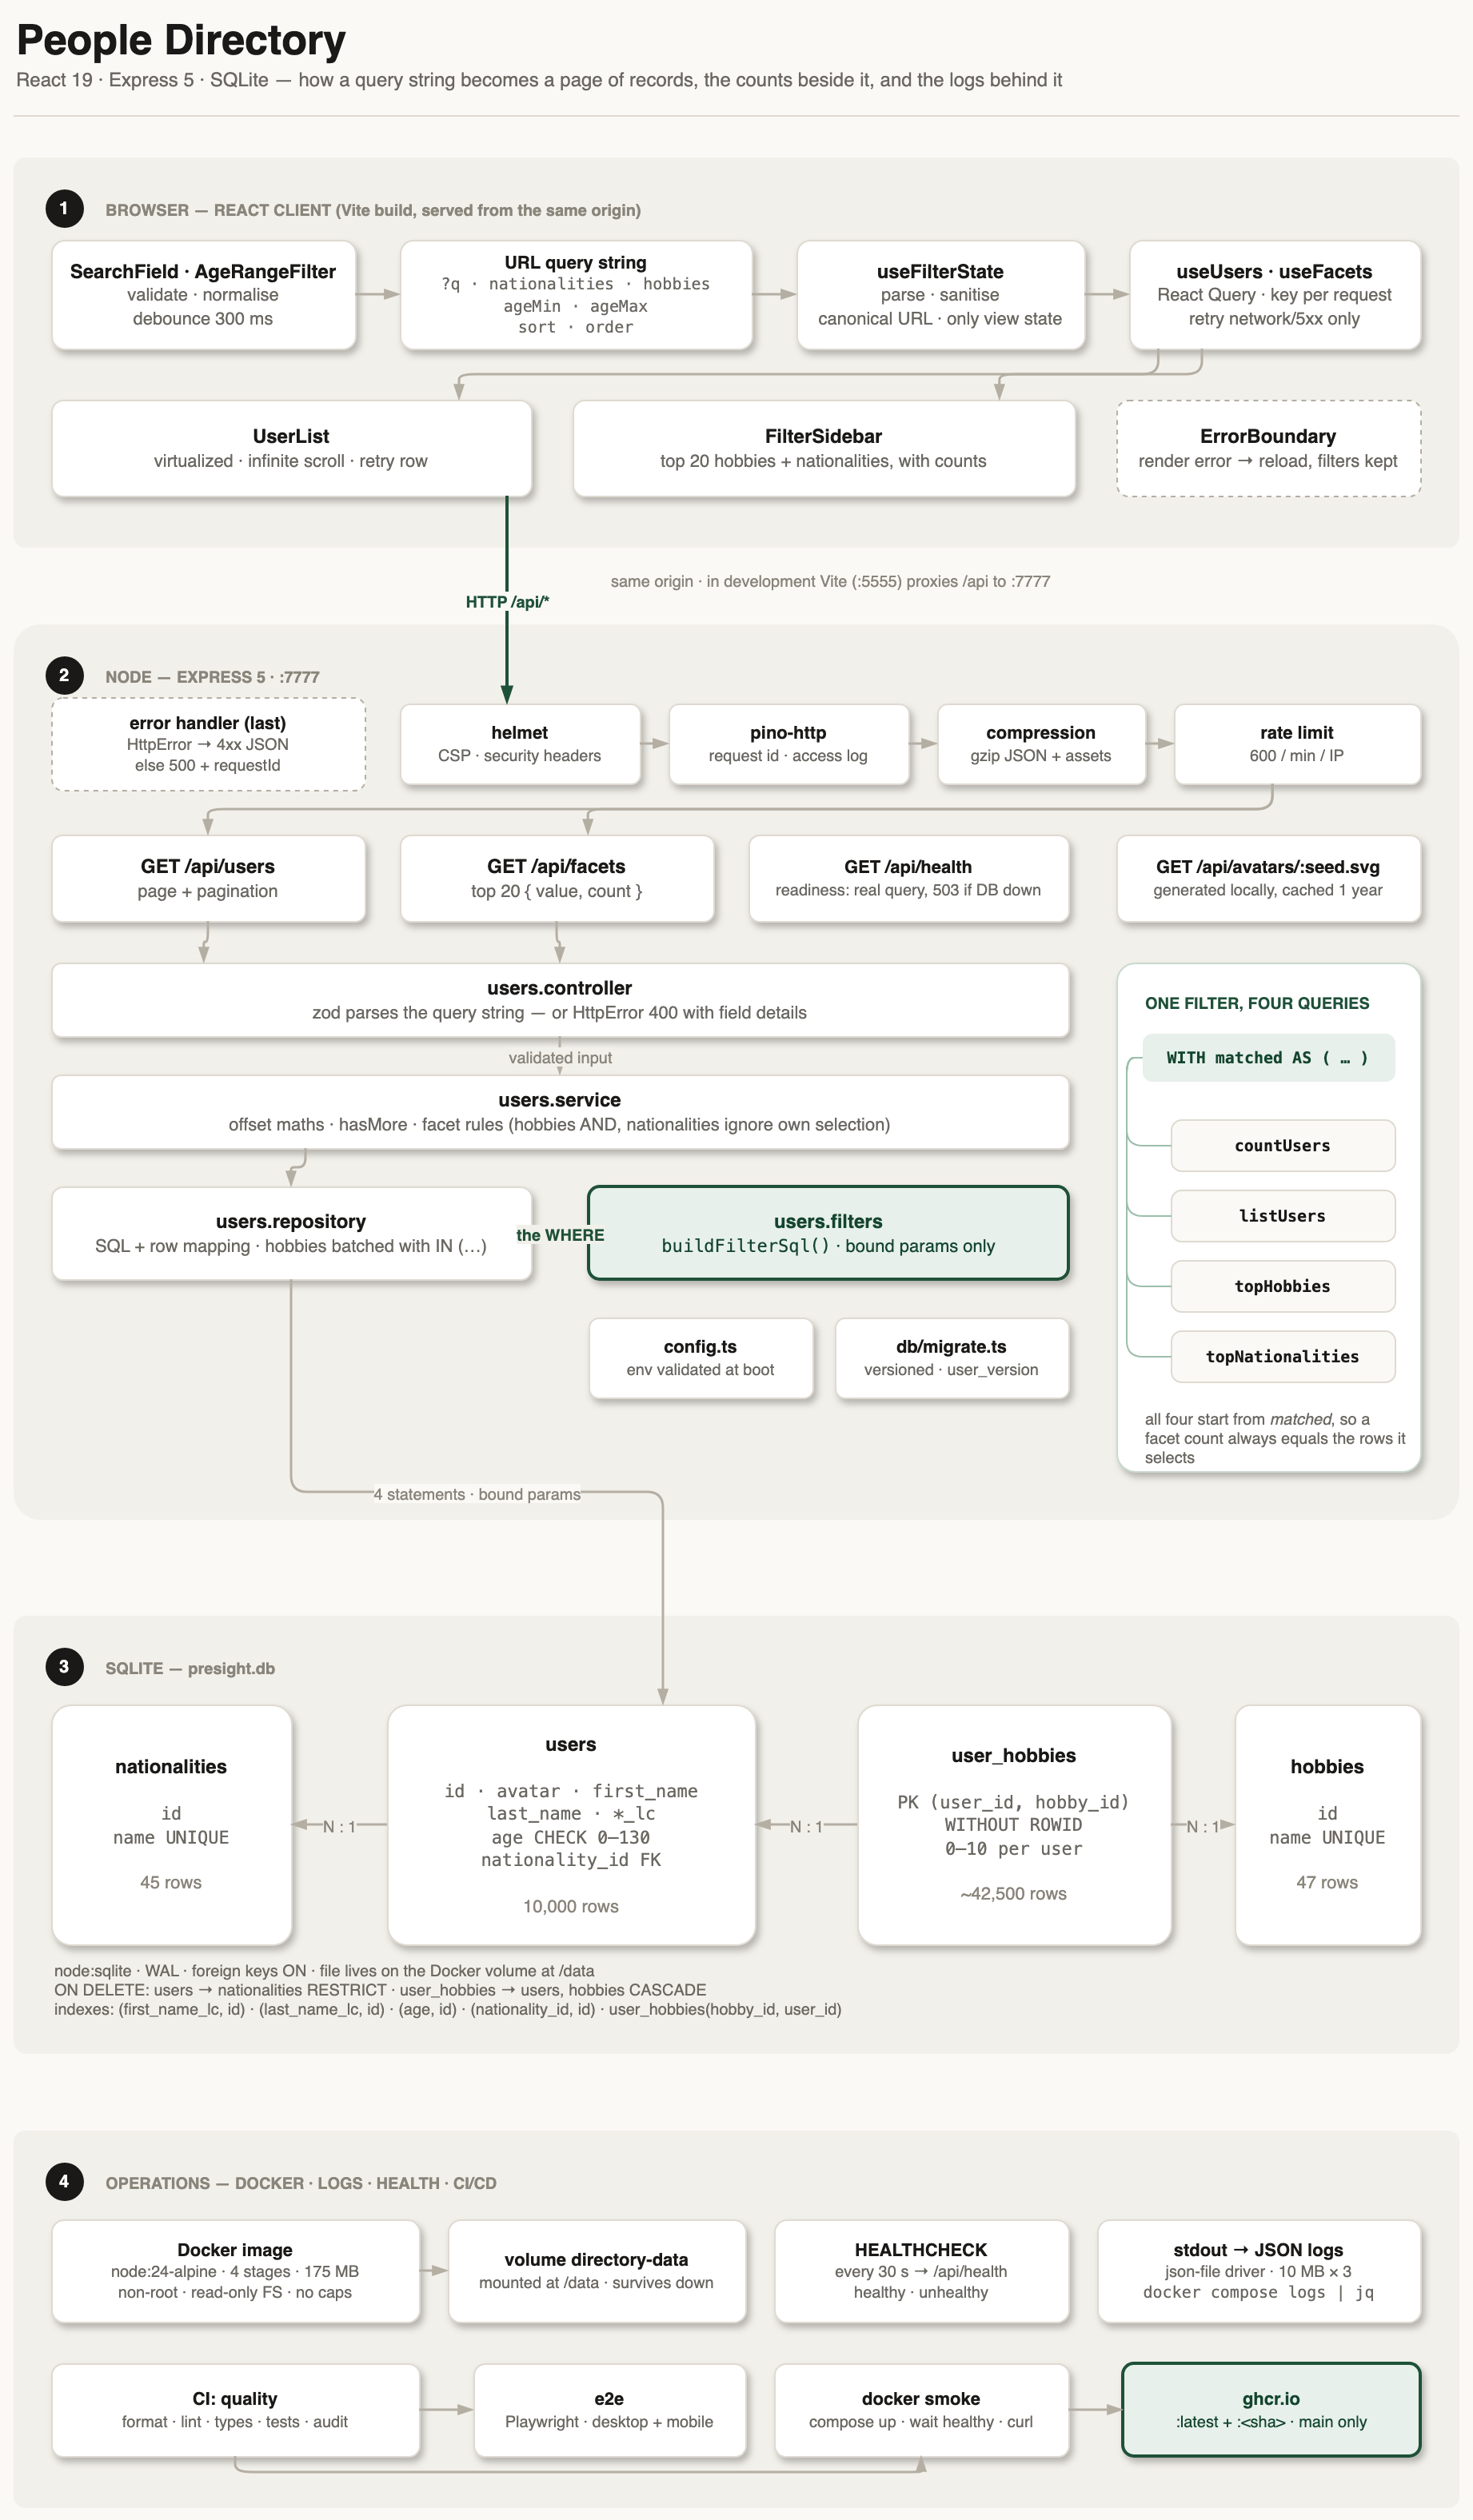 People Directory
React 19 · Express 5 · SQLite — how a query string becomes a page of records, the counts beside it, and the logs behind it
1
BROWSER — REACT CLIENT (Vite build, served from the same origin)
SearchField · AgeRangeFilter
validate · normalise
debounce 300 ms
URL query string
?q · nationalities · hobbies
ageMin · ageMax
sort · order
useFilterState
parse · sanitise
canonical URL · only view state
useUsers · useFacets
React Query · key per request
retry network/5xx only
UserList
virtualized · infinite scroll · retry row
FilterSidebar
top 20 hobbies + nationalities, with counts
ErrorBoundary
render error → reload, filters kept
same origin · in development Vite (:5555) proxies /api to :7777
HTTP /api/*
2
NODE — EXPRESS 5 · :7777
error handler (last)
HttpError → 4xx JSON
else 500 + requestId
helmet
CSP · security headers
pino-http
request id · access log
compression
gzip JSON + assets
rate limit
600 / min / IP
GET /api/users
page + pagination
GET /api/facets
top 20 { value, count }
GET /api/health
readiness: real query, 503 if DB down
GET /api/avatars/:seed.svg
generated locally, cached 1 year
users.controller
zod parses the query string — or HttpError 400 with field details
validated input
users.service
offset maths · hasMore · facet rules (hobbies AND, nationalities ignore own selection)
users.repository
SQL + row mapping · hobbies batched with IN (…)
the WHERE
users.filters
buildFilterSql() · bound params only
config.ts
env validated at boot
db/migrate.ts
versioned · user_version
ONE FILTER, FOUR QUERIES
WITH matched AS ( … )
countUsers
listUsers
topHobbies
topNationalities
all four start from matched, so a
facet count always equals the rows it
selects
4 statements · bound params
3
SQLITE — presight.db
nationalities
id
name UNIQUE
45 rows
N : 1
users
id · avatar · first_name
last_name · *_lc
age CHECK 0–130
nationality_id FK
10,000 rows
N : 1
user_hobbies
PK (user_id, hobby_id)
WITHOUT ROWID
0–10 per user
~42,500 rows
N : 1
hobbies
id
name UNIQUE
47 rows
node:sqlite · WAL · foreign keys ON · file lives on the Docker volume at /data
ON DELETE: users → nationalities RESTRICT · user_hobbies → users, hobbies CASCADE
indexes: (first_name_lc, id) · (last_name_lc, id) · (age, id) · (nationality_id, id) · user_hobbies(hobby_id, user_id)
4
OPERATIONS — DOCKER · LOGS · HEALTH · CI/CD
Docker image
node:24-alpine · 4 stages · 175 MB
non-root · read-only FS · no caps
volume directory-data
mounted at /data · survives down
HEALTHCHECK
every 30 s → /api/health
healthy · unhealthy
stdout → JSON logs
json-file driver · 10 MB × 3
docker compose logs | jq
CI: quality
format · lint · types · tests · audit
e2e
Playwright · desktop + mobile
docker smoke
compose up · wait healthy · curl
ghcr.io
:latest + :<sha> · main only